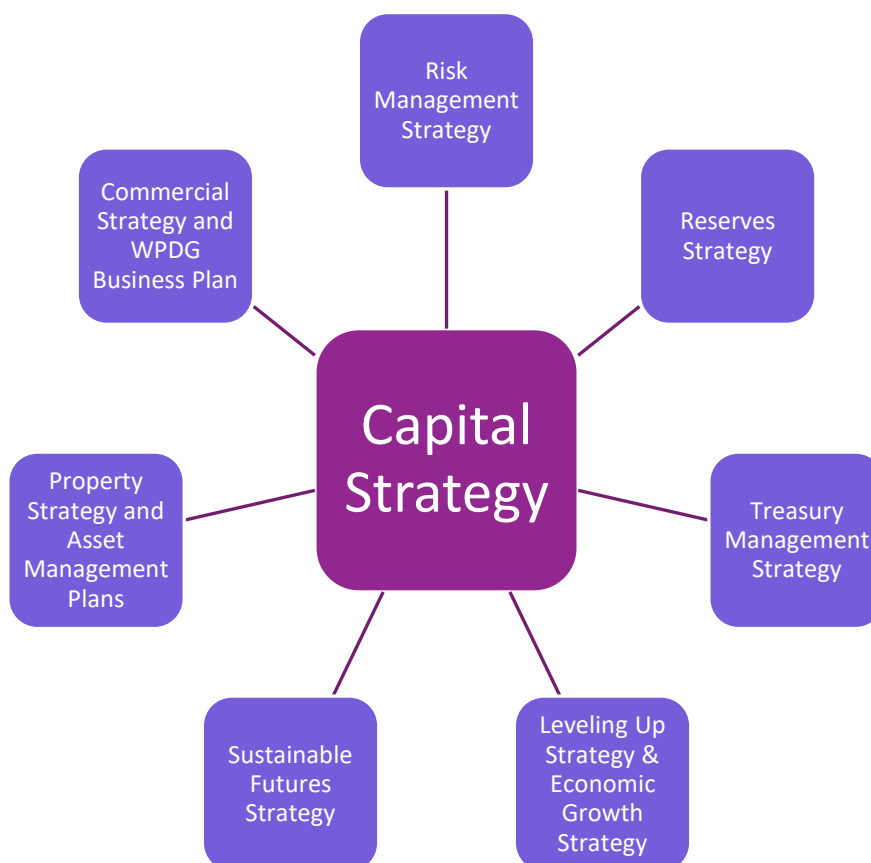 Risk
Management
Strategy
Commercial
Strategy and
WPDG
Business Plan
Reserves
Strategy
Capital
Strategy
Property
Strategy and
Asset
Management
Plans
Treasury
Management
Strategy
Sustainable
Futures
Strategy
Leveling Up
Strategy &
Economic
Growth
Strategy